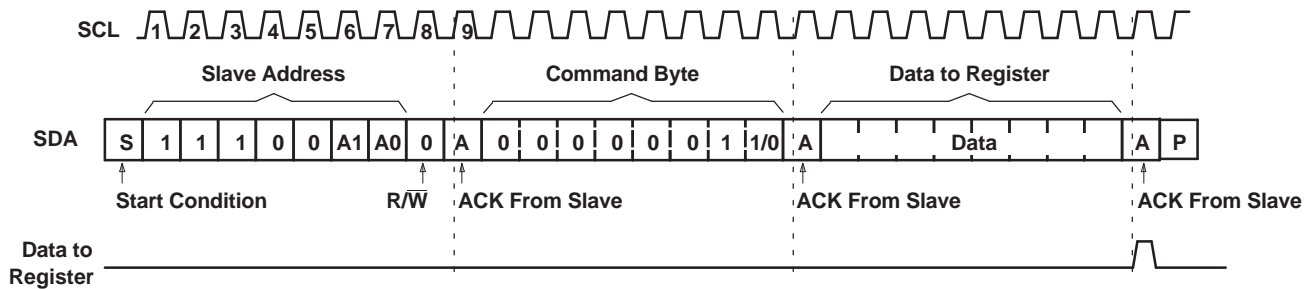 SCL 1 2 3 4 5 6 7 8 9
Slave Address Command Byte Data to Register
SDA S 1 1 1 0 0 A1 A0 0 A 0 0 0 0 0 0 1 1/0 A Data A P
Start Condition R/W̅ ACK From Slave ACK From Slave ACK From Slave
Data to
Register